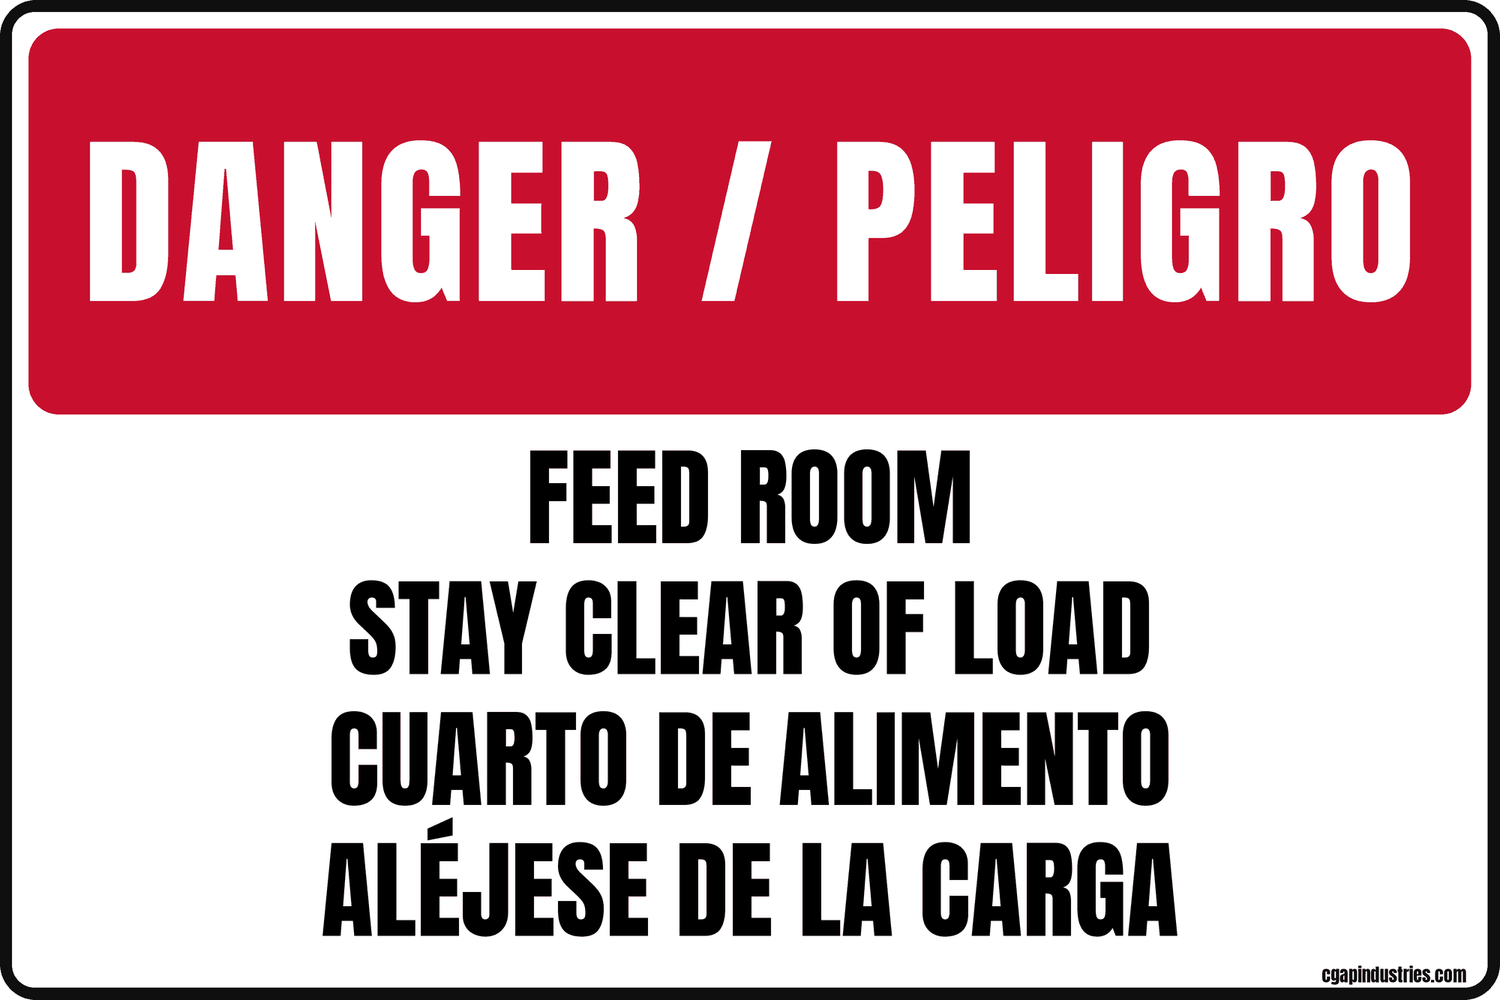 DANGER / PELIGRO
FEED ROOM
STAY CLEAR OF LOAD
CUARTO DE ALIMENTO
ALÉJESE DE LA CARGA
cgapindustries.com